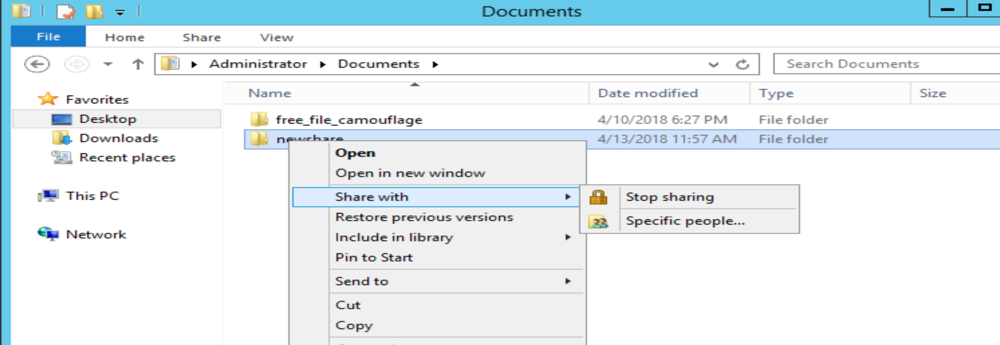 Documents
File Home Share View
Administrator Documents Search Documents
Name Date modified Type Size
Favorites
Desktop
Downloads
Recent places
This PC
Network
free_file_camouflage 4/10/2018 6:27 PM File folder
newshare 4/13/2018 11:57 AM File folder
Open
Open in new window
Share with
Stop sharing
Specific people...
Restore previous versions
Include in library
Pin to Start
Send to
Cut
Copy